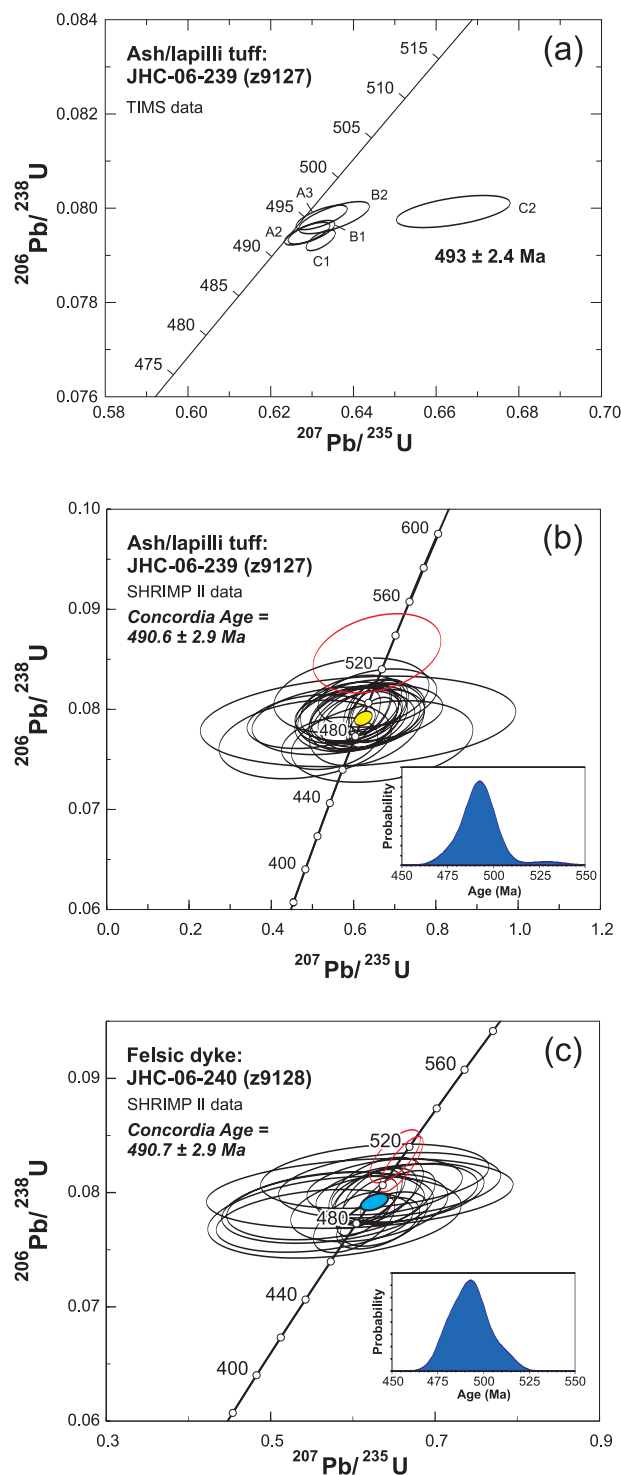 0.084
(a)
Ash/lapilli tuff:
JHC-06-239 (z9127)
TIMS data
515
510
0.082
505
500
A3
B2
495
0.080
A2
C2
490
B1
C1
493 ± 2.4 Ma
485
0.078
480
475
0.076
0.58 0.60 0.62 0.64 0.66 0.68 0.70
206Pb/ 238U
207Pb/ 235U
0.10
(b)
Ash/lapilli tuff:
JHC-06-239 (z9127)
SHRIMP II data
Concordia Age =
490.6 ± 2.9 Ma
600
560
0.09
520
0.08
480
440
0.07
400
0.06
Probability
450 475 500 525 550
Age (Ma)
0.0 0.2 0.4 0.6 0.8 1.0 1.2
206Pb/ 238U
207Pb/ 235U
(c)
Felsic dyke:
JHC-06-240 (z9128)
SHRIMP II data
Concordia Age =
490.7 ± 2.9 Ma
560
0.09
520
0.08
480
440
0.07
400
0.06
Probability
450 475 500 525 550
Age (Ma)
0.3 0.5 0.7 0.9
206Pb/ 238U
207Pb/ 235U